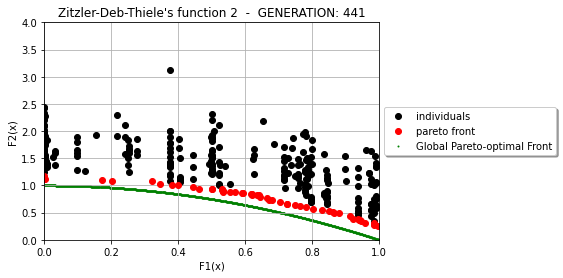 Zitzler-Deb-Thiele's function 2 - GENERATION: 441
4.0
3.5
3.0
2.5
2.0
1.5
1.0
0.5
0.0
F2(x)
0.0 0.2 0.4 0.6 0.8 1.0
F1(x)
individuals
pareto front
Global Pareto-optimal Front